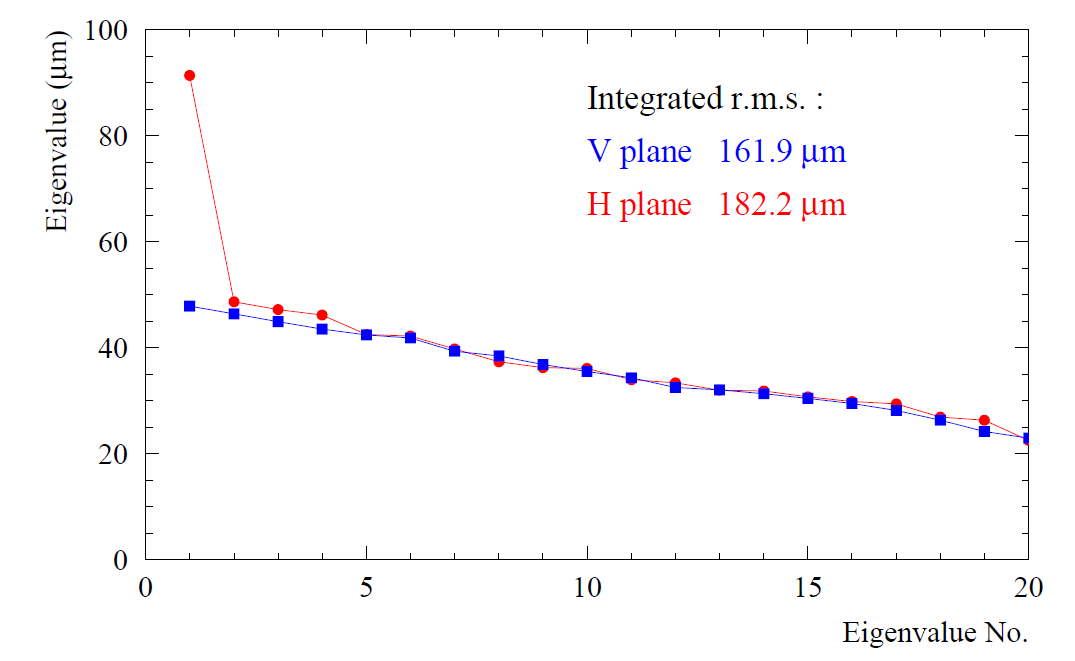 100
80
60
40
20
0
Eigenvalue (μm)
Integrated r.m.s. :
V plane 161.9 μm
H plane 182.2 μm
0 5 10 15 20
Eigenvalue No.